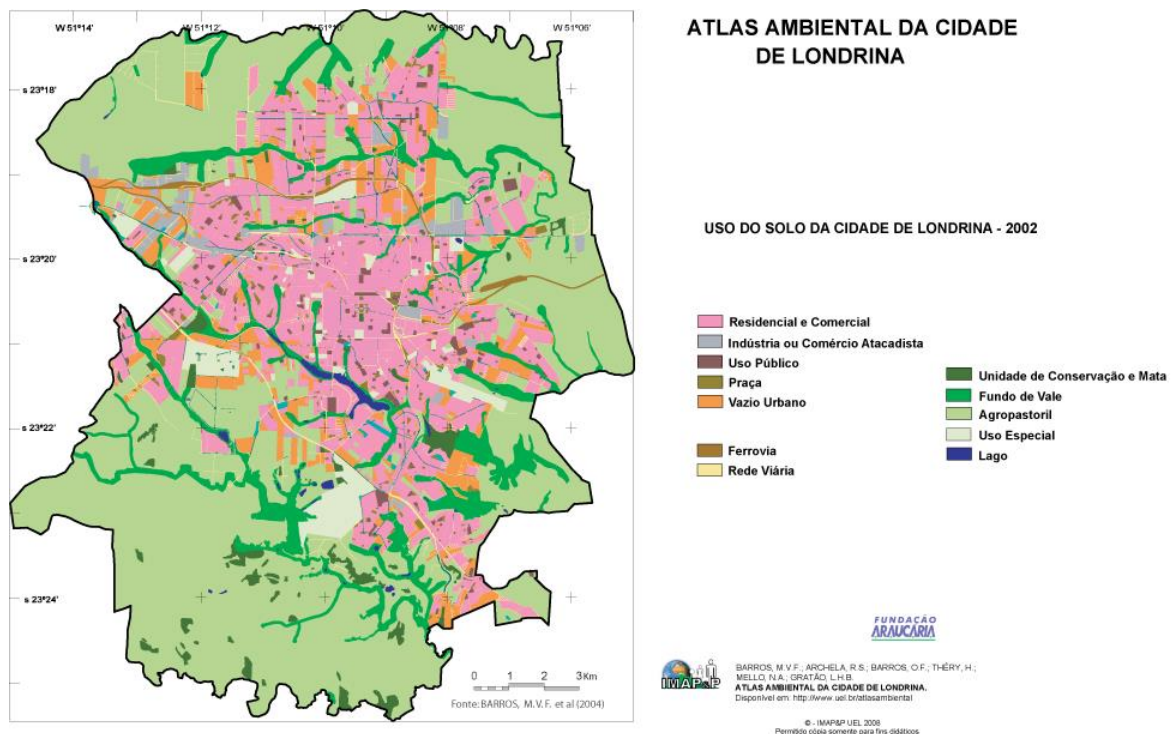 W 51º14'
W 51º12'
W 51º10'
W 51º08'
W 51º06'
s 23º18'
s 23º20'
s 23º22'
s 23º24'
0 1 2 3 Km
Fonte: BARROS, M.V.F. et al (2004)
ATLAS AMBIENTAL DA CIDADE
DE LONDRINA
USO DO SOLO DA CIDADE DE LONDRINA - 2002
Residencial e Comercial
Indústria ou Comércio Atacadista
Uso Público
Praça
Vazio Urbano
Ferrovia
Rede Viária
Unidade de Conservação e Mata
Fundo de Vale
Agropastoril
Uso Especial
Lago
FUNDAÇÃO
ARAUCÁRIA
IMAP&P
BARROS, M.V.F.; ARCHELA, R.S.; BARROS, O.F.; THÉRY, H.;
MELLO, N.A.; GRATÃO, L.H.B.
ATLAS AMBIENTAL DA CIDADE DE LONDRINA.
Disponível em: http://www.uel.br/atlasambiental
© - IMAP&P UEL 2008
Permitido cópia somente para fins didáticos